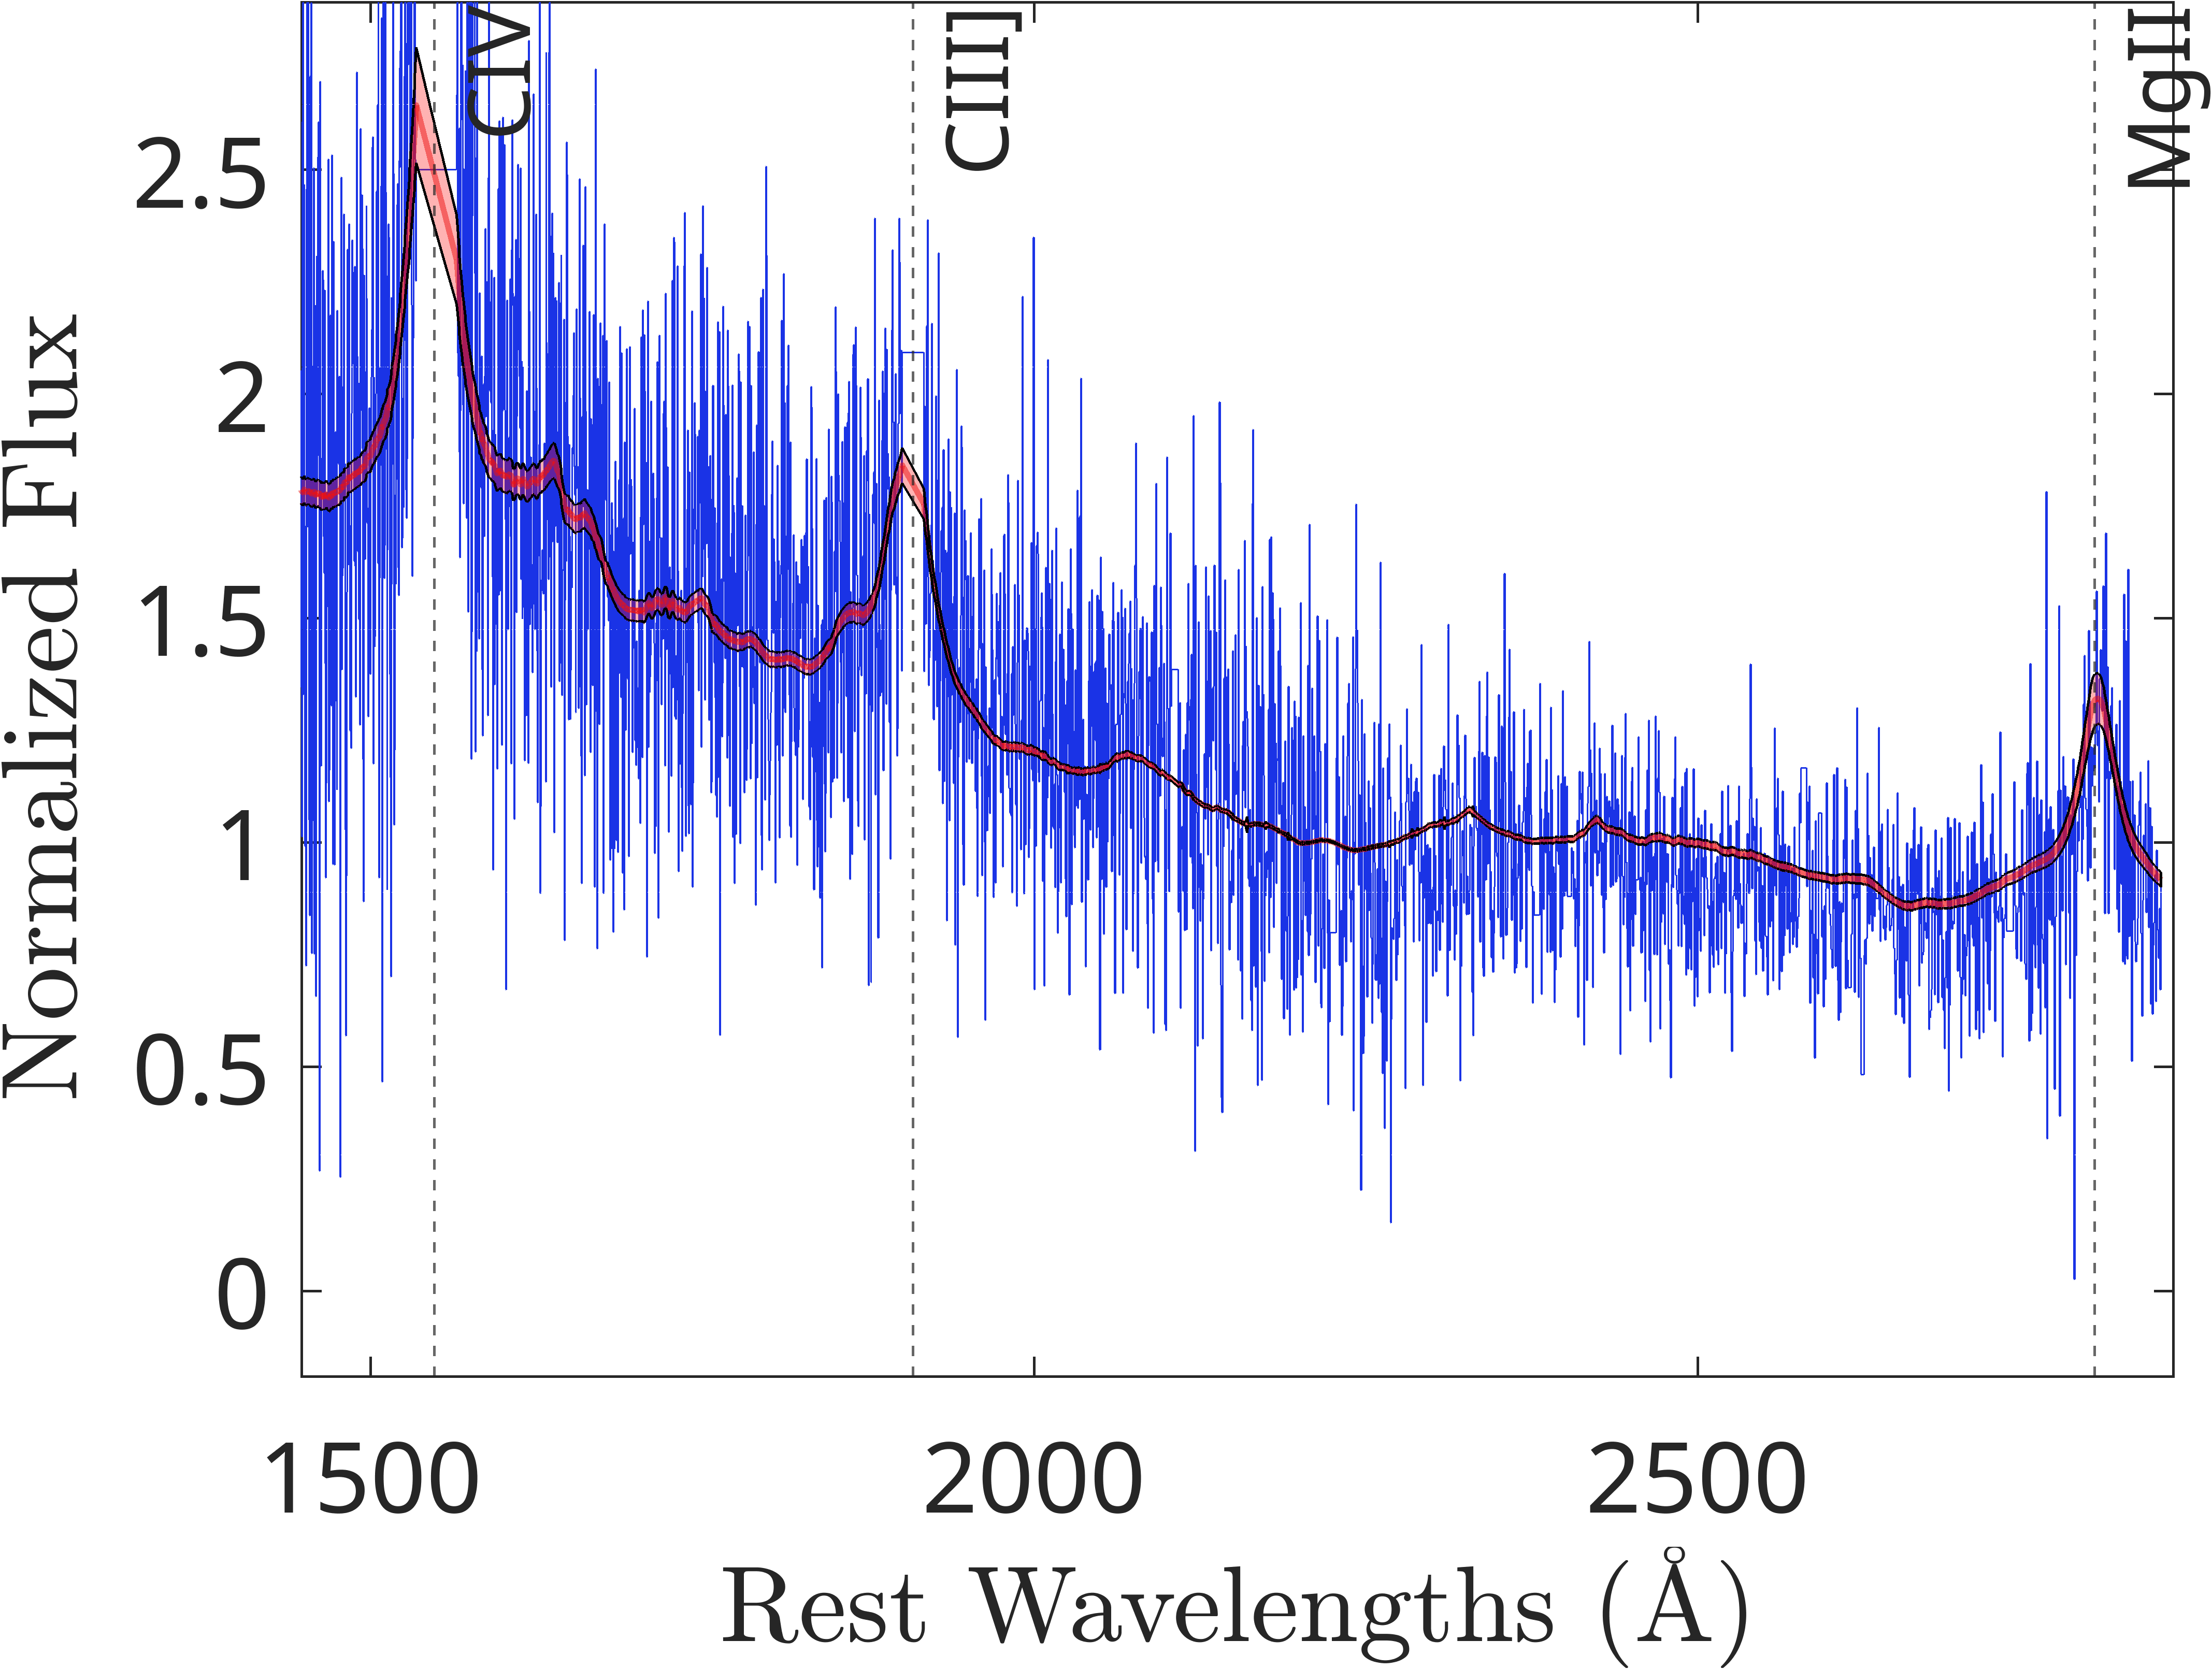 CIV
CIII]
MgII
2.5
2
1.5
1
0.5
0
Normalized Flux
1500
2000
2500
Rest Wavelengths (Å)